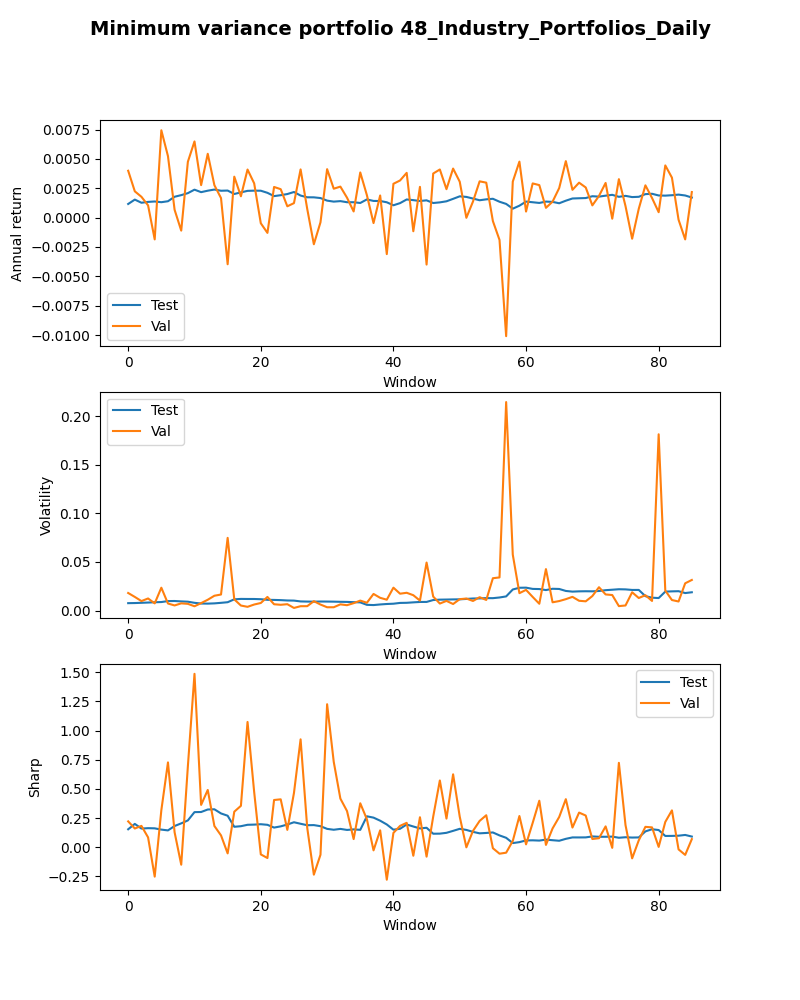 Minimum variance portfolio 48_Industry_Portfolios_Daily
0.0075
0.0050
0.0025
0.0000
−0.0025
−0.0050
−0.0075
−0.0100
Annual return
Test
Val
0 20 40 60 80
Window
0.20
0.15
0.10
0.05
0.00
Volatility
Test
Val
0 20 40 60 80
Window
1.50
1.25
1.00
0.75
0.50
0.25
0.00
−0.25
Sharp
Test
Val
0 20 40 60 80
Window